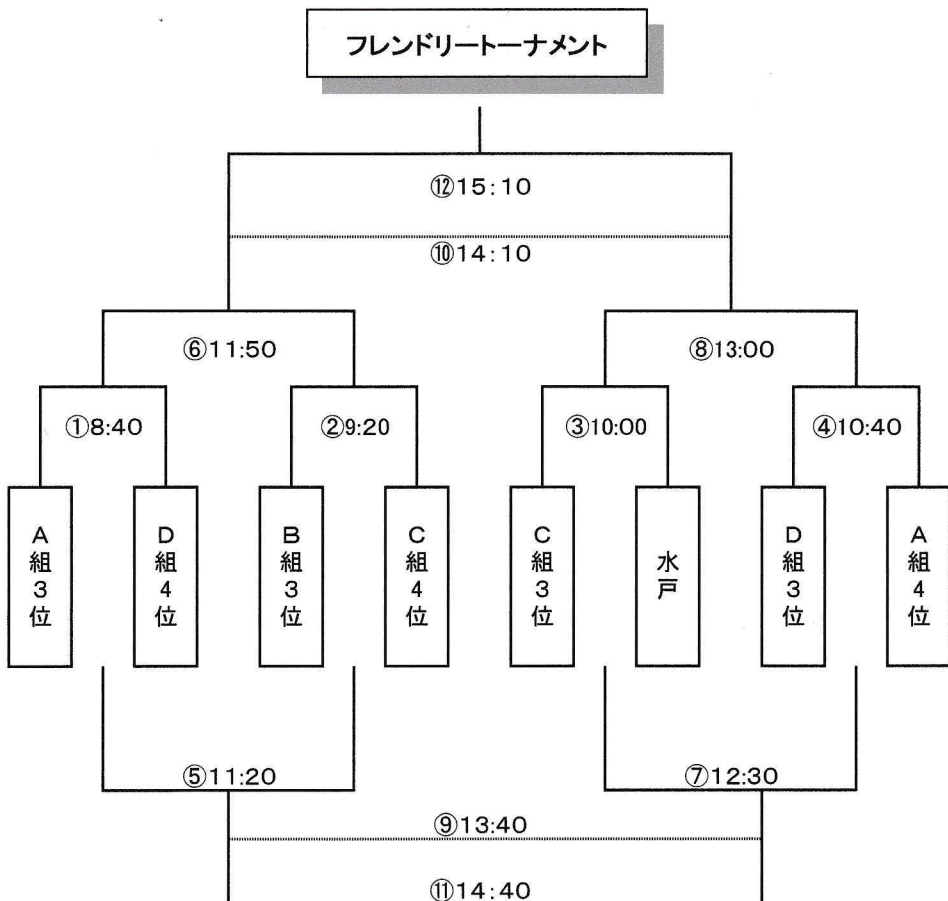 フレンドリートーナメント
⑫15:10
⑩14:10
⑥11:50
⑧13:00
①8:40
②9:20
③10:00
④10:40
A組3位
D組4位
B組3位
C組4位
C組3位
水戸
D組3位
A組4位
⑤11:20
⑦12:30
⑨13:40
⑪14:40